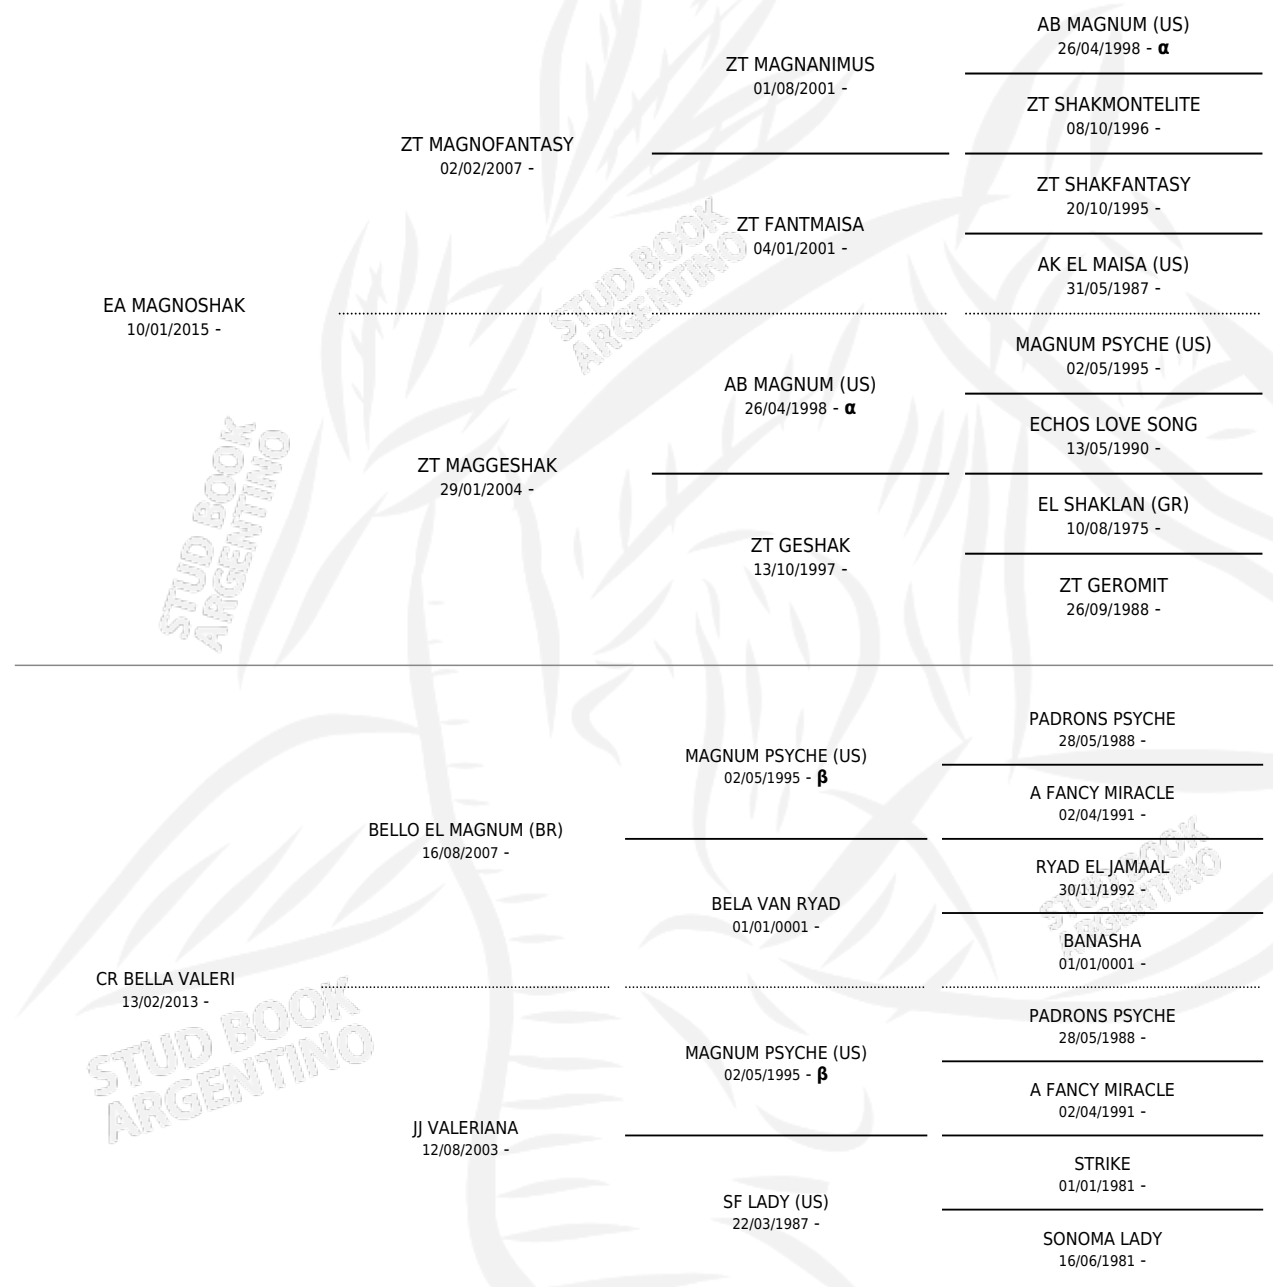 AB MAGNUM (US)
26/04/1998 - α
ZT MAGNANIMUS
01/08/2001 -
ZT SHAKMONTELITE
08/10/1996 -
ZT MAGNOFANTASY
02/02/2007 -
ZT SHAKFANTASY
20/10/1995 -
ZT FANTMAISA
04/01/2001 -
AK EL MAISA (US)
31/05/1987 -
EA MAGNOSHAK
10/01/2015 -
MAGNUM PSYCHE (US)
02/05/1995 -
AB MAGNUM (US)
26/04/1998 - α
ECHOS LOVE SONG
13/05/1990 -
ZT MAGGESHAK
29/01/2004 -
EL SHAKLAN (GR)
10/08/1975 -
ZT GESHAK
13/10/1997 -
ZT GEROMIT
26/09/1988 -
STUD BOOK
ARGENTINO
STUD BOOK
ARGENTINO
PADRONS PSYCHE
28/05/1988 -
MAGNUM PSYCHE (US)
02/05/1995 - β
A FANCY MIRACLE
02/04/1991 -
BELLO EL MAGNUM (BR)
16/08/2007 -
RYAD EL JAMAAL
30/11/1992 -
BELA VAN RYAD
01/01/0001 -
BANASHA
01/01/0001 -
STUD BOOK
ARGENTINO
CR BELLA VALERI
13/02/2013 -
PADRONS PSYCHE
28/05/1988 -
MAGNUM PSYCHE (US)
02/05/1995 - β
A FANCY MIRACLE
02/04/1991 -
JJ VALERIANA
12/08/2003 -
STRIKE
01/01/1981 -
SF LADY (US)
22/03/1987 -
SONOMA LADY
16/06/1981 -
STUD BOOK
ARGENTINO